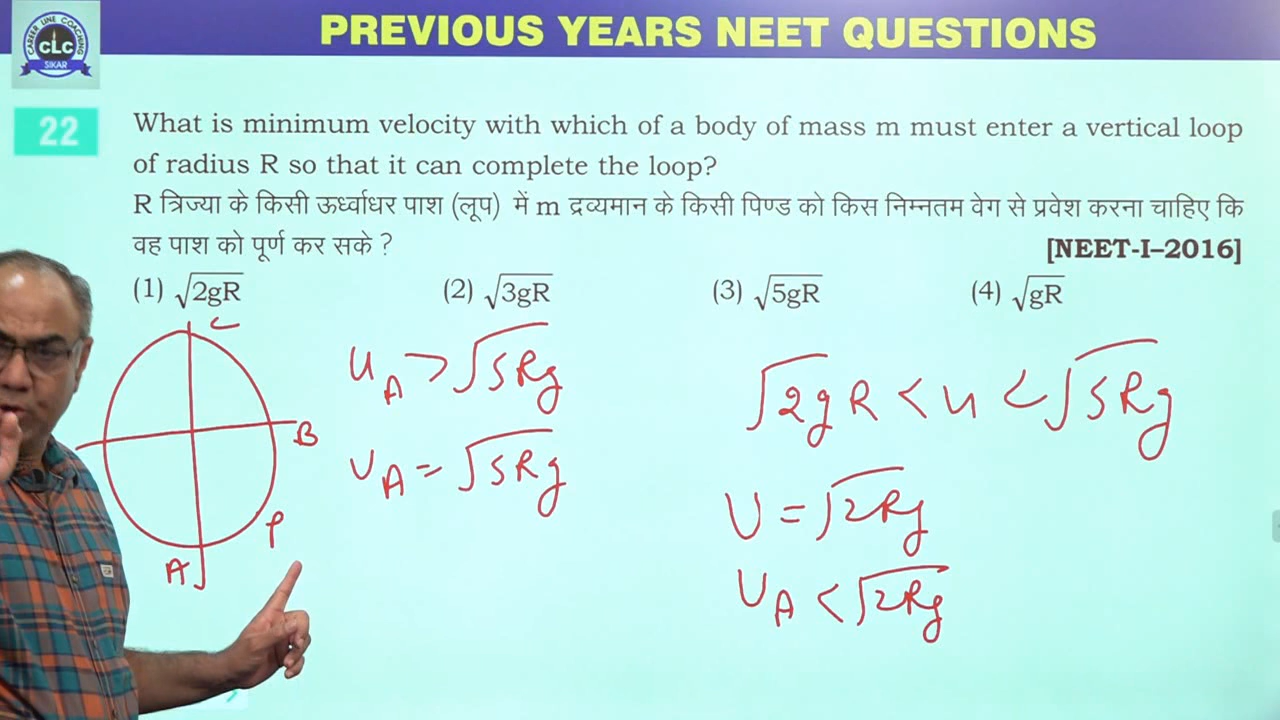 PREVIOUS YEARS NEET QUESTIONS
CAREER LINE COACHING
CLC
SIKAR
22
What is minimum velocity with which of a body of mass m must enter a vertical loop
of radius R so that it can complete the loop?
R त्रिज्या के किसी ऊर्ध्वाधर पाश (लूप) में m द्रव्यमान के किसी पिण्ड को किस निम्नतम वेग से प्रवेश करना चाहिए कि
वह पाश को पूर्ण कर सके ? [NEET-I–2016]
(1) √2gR (2) √3gR (3) √5gR (4) √gR
C
B
P
A
u_A > √5Rg
u_A = √5Rg
√2gR < u < √5Rg
u = √2Rg
u_A < √2Rg